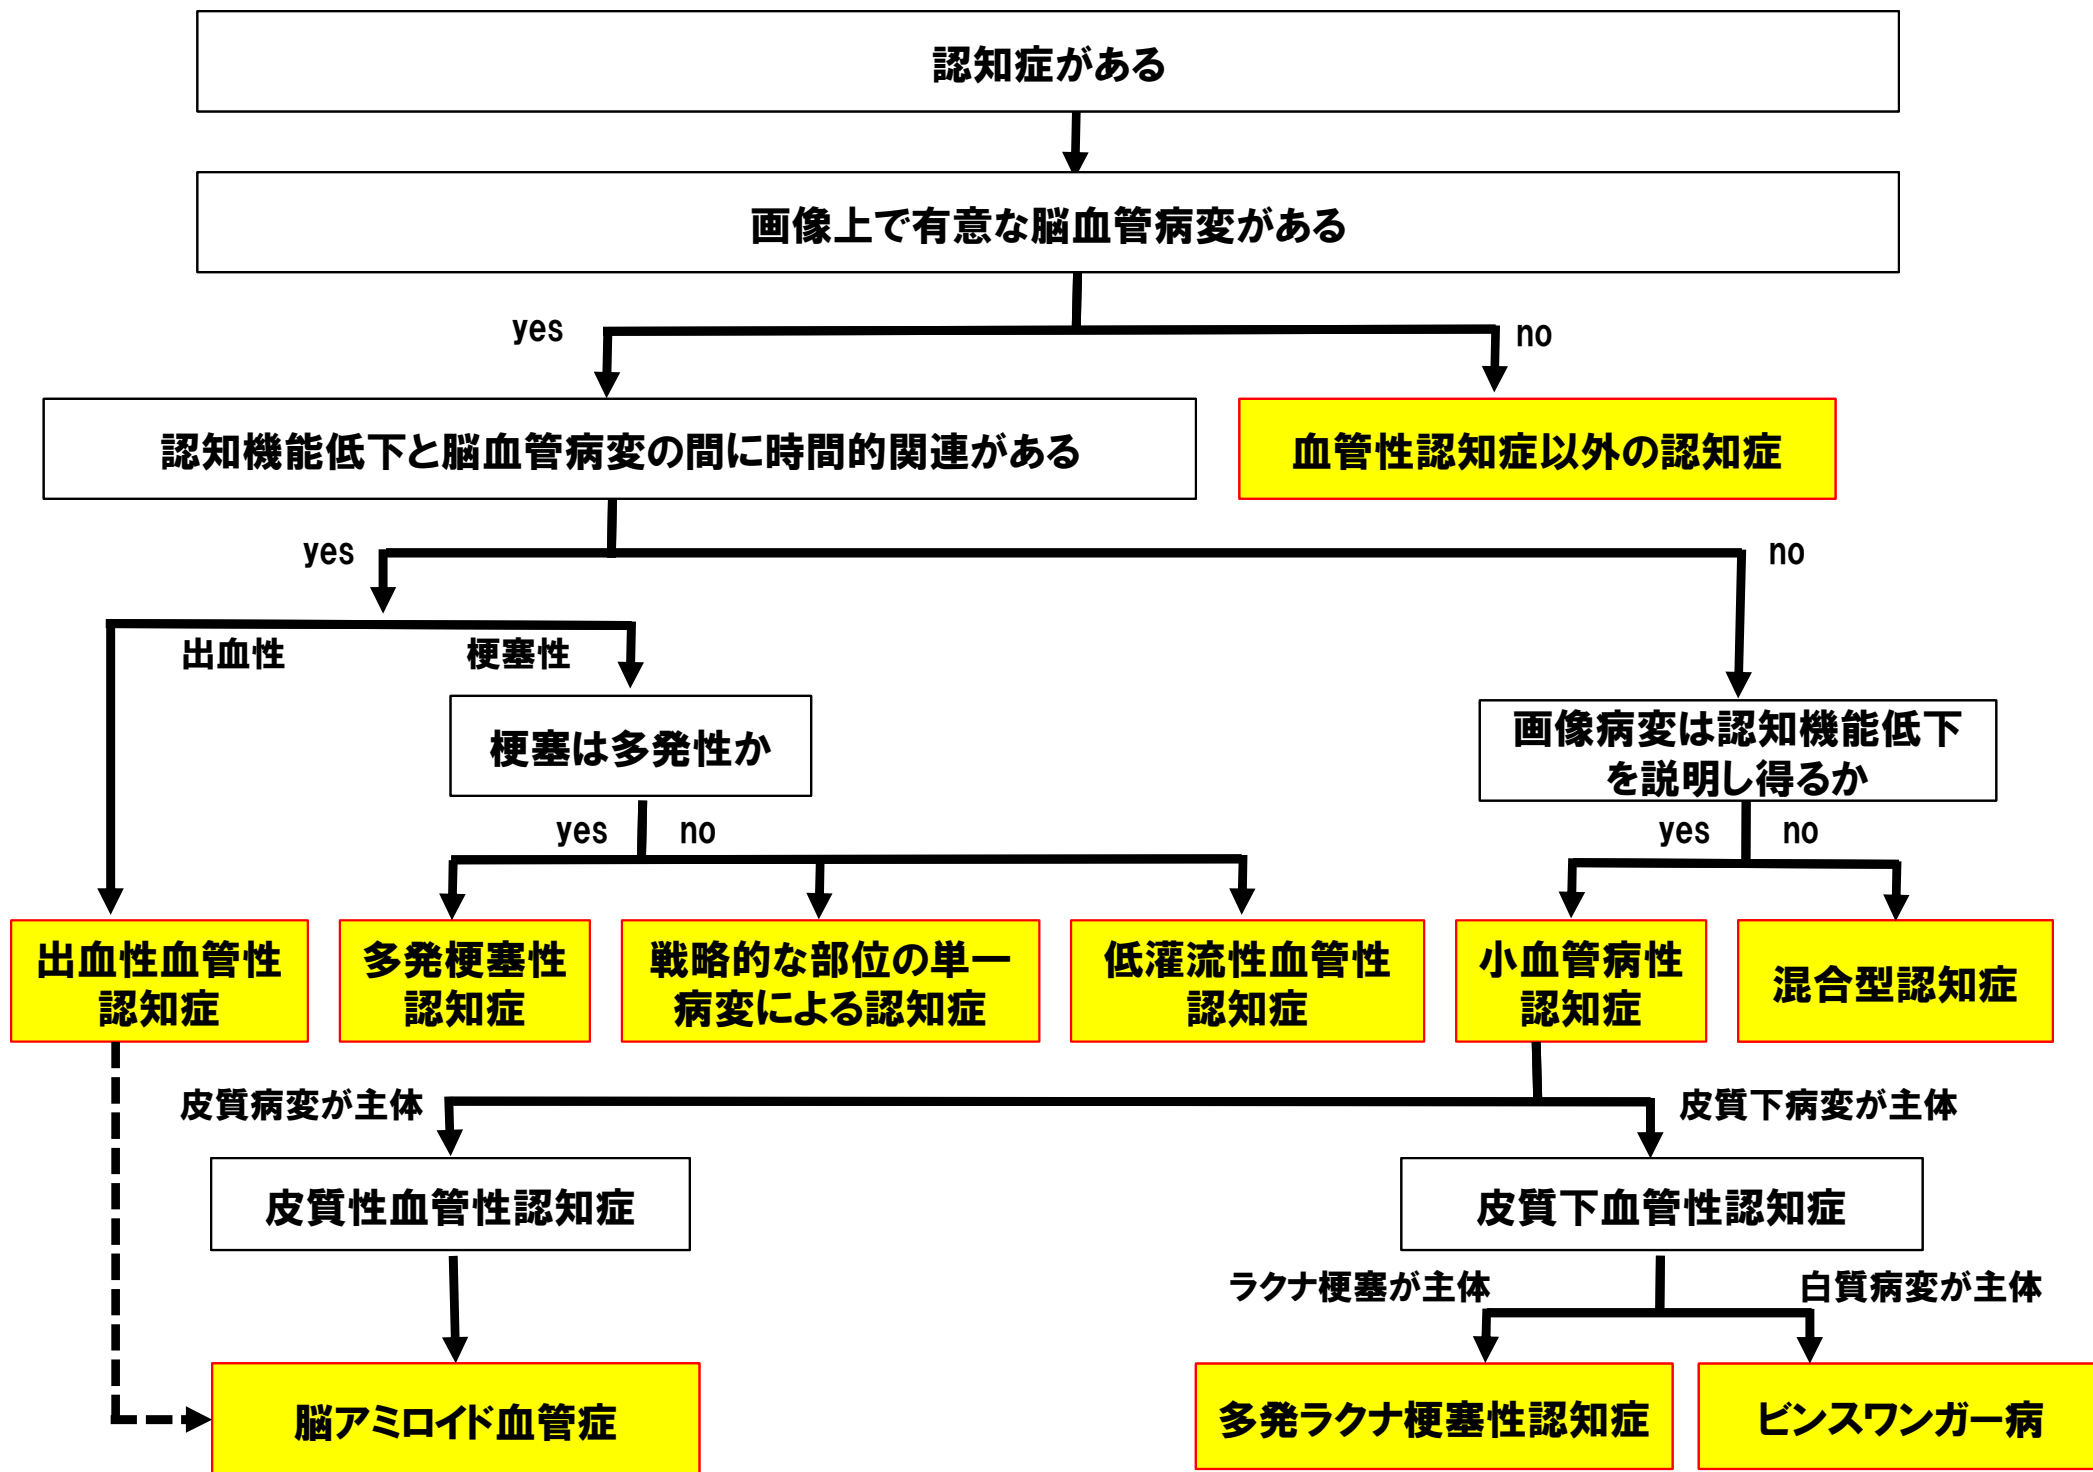 認知症がある
画像上で有意な脳血管病変がある
yes
no
認知機能低下と脳血管病変の間に時間的関連がある
血管性認知症以外の認知症
yes
no
出血性
梗塞性
梗塞は多発性か
画像病変は認知機能低下
を説明し得るか
yes
no
yes
no
出血性血管性
認知症
多発梗塞性
認知症
戦略的な部位の単一
病変による認知症
低灌流性血管性
認知症
小血管病性
認知症
混合型認知症
皮質病変が主体
皮質下病変が主体
皮質性血管性認知症
皮質下血管性認知症
ラクナ梗塞が主体
白質病変が主体
脳アミロイド血管症
多発ラクナ梗塞性認知症
ビンスワンガー病